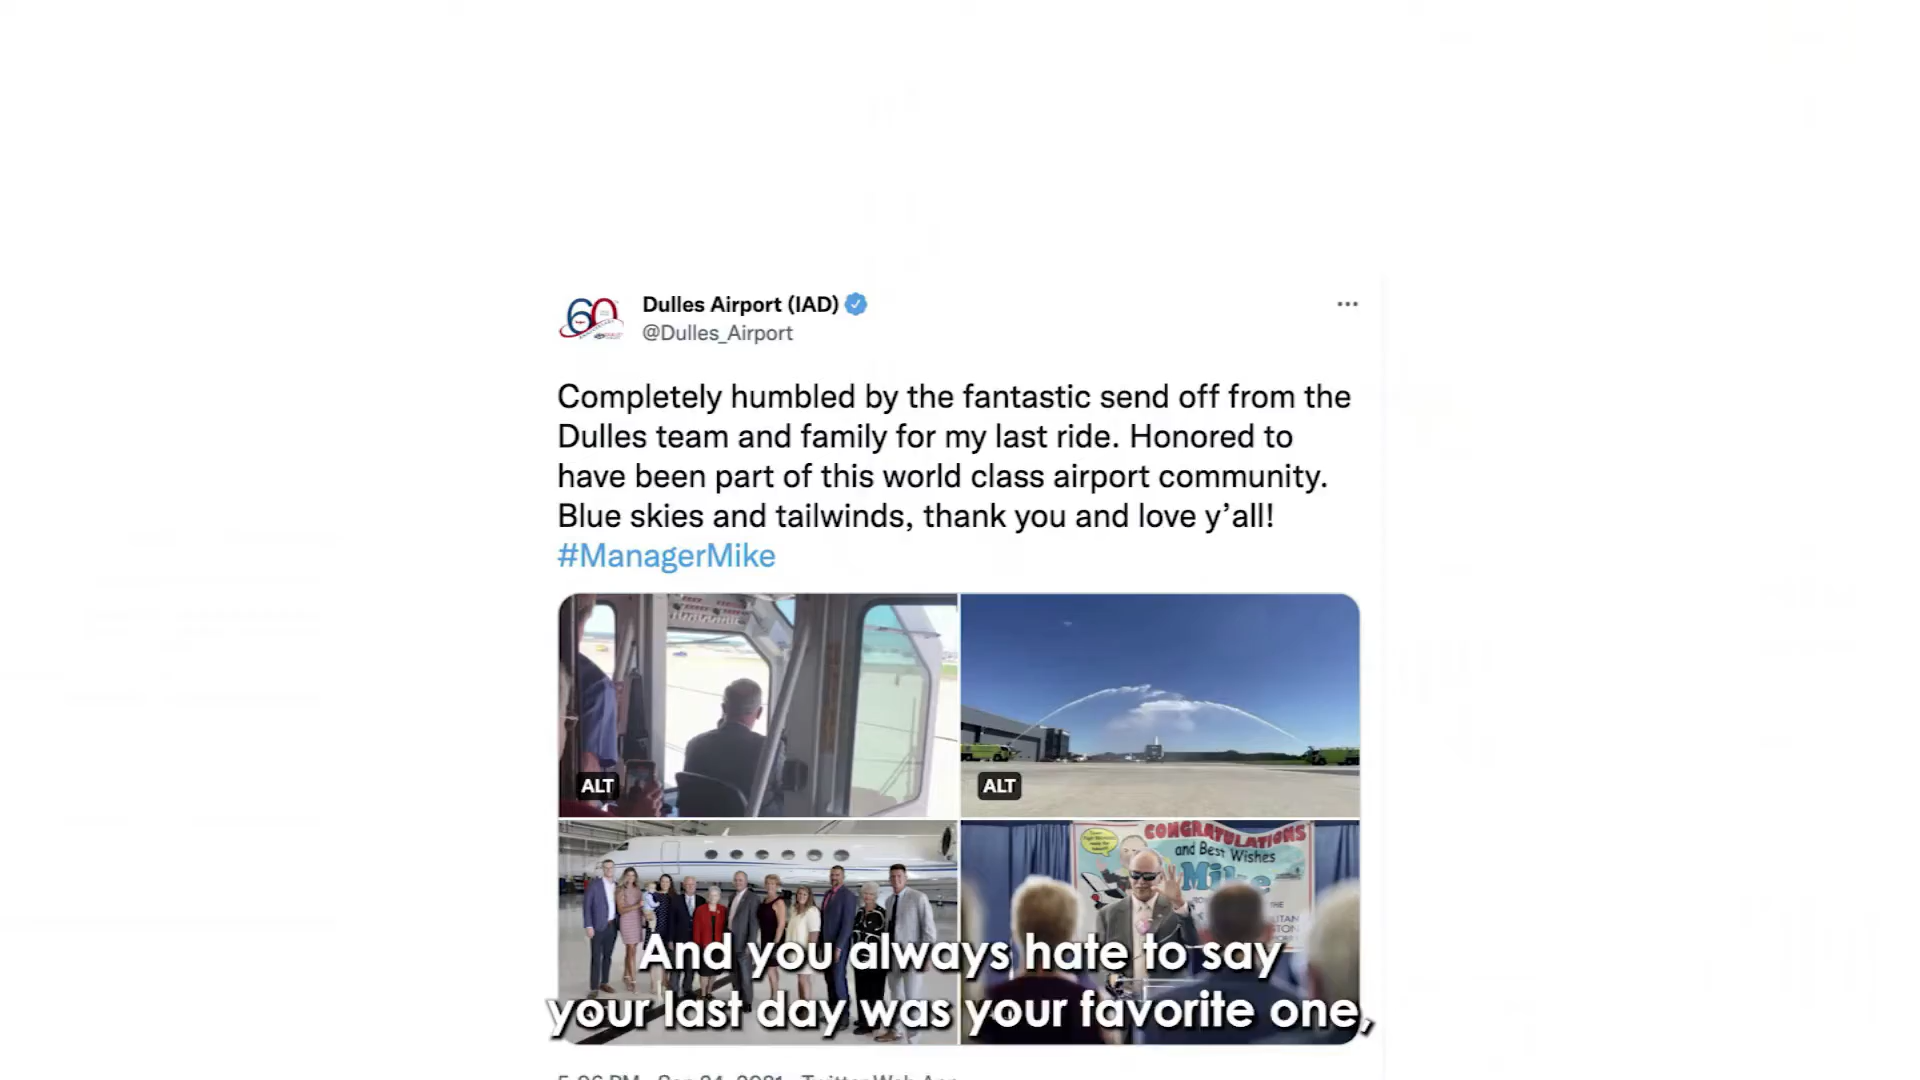 60
Dulles Airport (IAD)
@Dulles_Airport
Completely humbled by the fantastic send off from the
Dulles team and family for my last ride. Honored to
have been part of this world class airport community.
Blue skies and tailwinds, thank you and love y’all!
#ManagerMike
ALT
ALT
CONGRATULATIONS
and Best Wishes
Mike
THE
And you always hate to say
your last day was your favorite one,